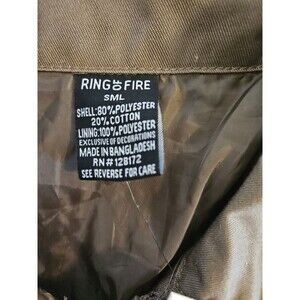 RING OF FIRE
SML
SHELL: 80% POLYESTER
20% COTTON
LINING: 100% POLYESTER
EXCLUSIVE OF DECORATIONS
MADE IN BANGLADESH
RN# 128172
SEE REVERSE FOR CARE